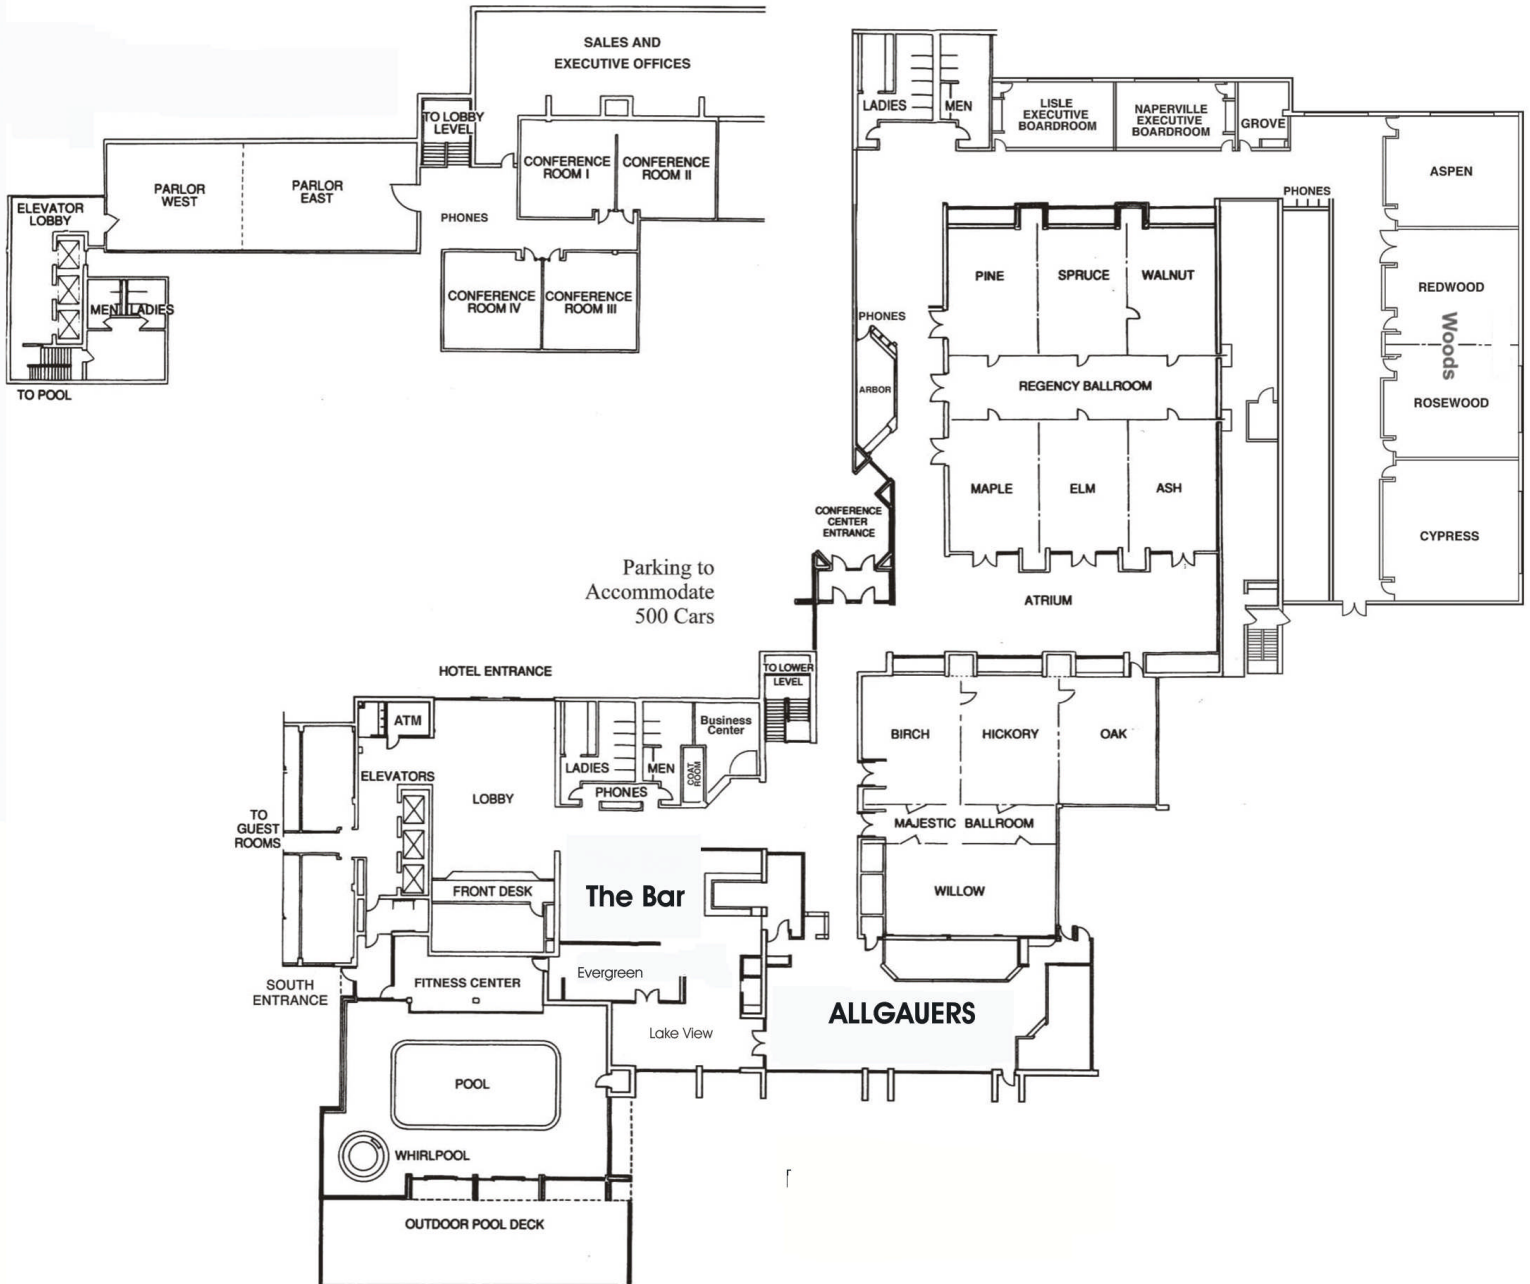 SALES AND
EXECUTIVE OFFICES
TO LOBBY
LEVEL
CONFERENCE
ROOM I
CONFERENCE
ROOM II
PARLOR
WEST
PARLOR
EAST
PHONES
ELEVATOR
LOBBY
MEN
LADIES
TO POOL
CONFERENCE
ROOM IV
CONFERENCE
ROOM III
LADIES
MEN
LISLE
EXECUTIVE
BOARDROOM
NAPERVILLE
EXECUTIVE
BOARDROOM
GROVE
ASPEN
PHONES
PINE
SPRUCE
WALNUT
REDWOOD
Woods
PHONES
ARBOR
REGENCY BALLROOM
ROSEWOOD
MAPLE
ELM
ASH
CONFERENCE
CENTER
ENTRANCE
CYPRESS
Parking to
Accommodate
500 Cars
ATRIUM
HOTEL ENTRANCE
TO LOWER
LEVEL
ATM
Business
Center
BIRCH
HICKORY
OAK
ELEVATORS
LADIES
MEN
COAT
ROOM
PHONES
LOBBY
TO
GUEST
ROOMS
MAJESTIC BALLROOM
FRONT DESK
The Bar
WILLOW
SOUTH
ENTRANCE
FITNESS CENTER
Evergreen
Lake View
ALLGAUERS
POOL
WHIRLPOOL
OUTDOOR POOL DECK